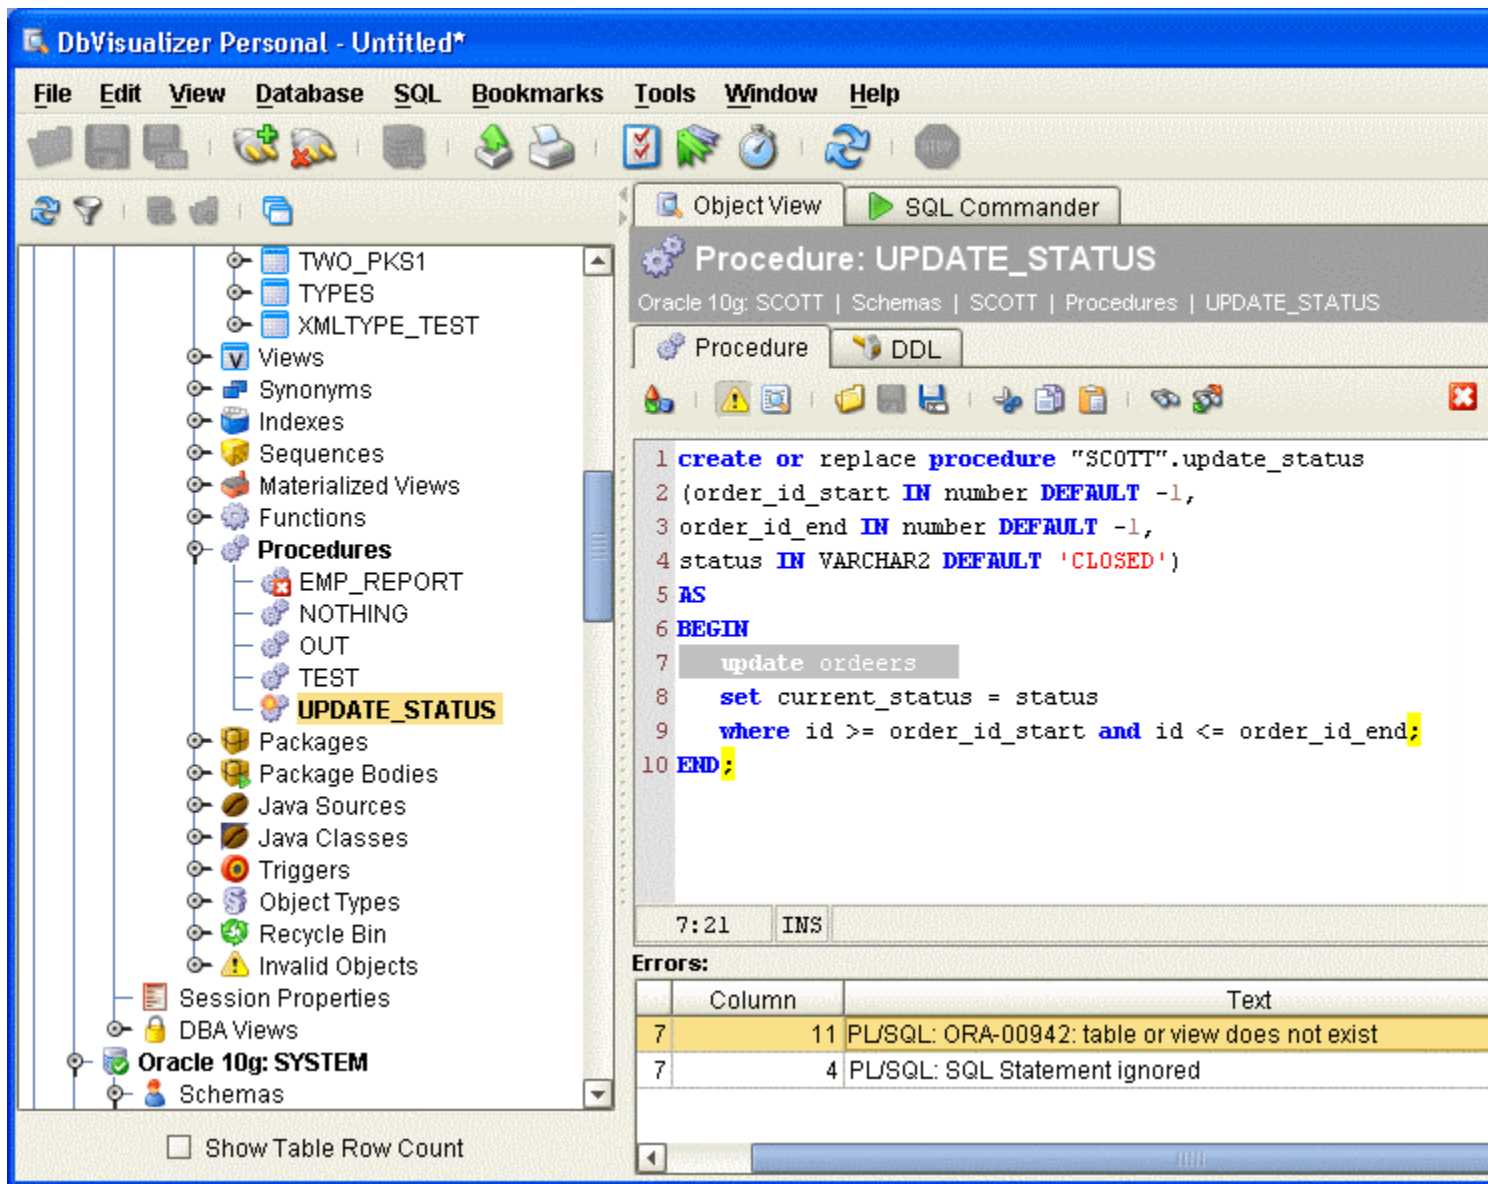 DbVisualizer Personal - Untitled*
File Edit View Database SQL Bookmarks Tools Window Help
STOP
Object View SQL Commander
Procedure: UPDATE_STATUS
Oracle 10g: SCOTT | Schemas | SCOTT | Procedures | UPDATE_STATUS
Procedure DDL
TWO_PKS1
TYPES
XMLTYPE_TEST
V Views
Synonyms
Indexes
Sequences
Materialized Views
Functions
Procedures
EMP_REPORT
NOTHING
OUT
TEST
UPDATE_STATUS
Packages
Package Bodies
Java Sources
Java Classes
Triggers
Object Types
Recycle Bin
Invalid Objects
Session Properties
DBA Views
Oracle 10g: SYSTEM
Schemas
Show Table Row Count
1 create or replace procedure "SCOTT".update_status
2 (order_id_start IN number DEFAULT -1,
3 order_id_end IN number DEFAULT -1,
4 status IN VARCHAR2 DEFAULT 'CLOSED')
5 AS
6 BEGIN
7 update ordeers
8 set current_status = status
9 where id >= order_id_start and id <= order_id_end;
10 END;
7:21 INS
Errors:
Column Text
7 11 PL/SQL: ORA-00942: table or view does not exist
7 4 PL/SQL: SQL Statement ignored